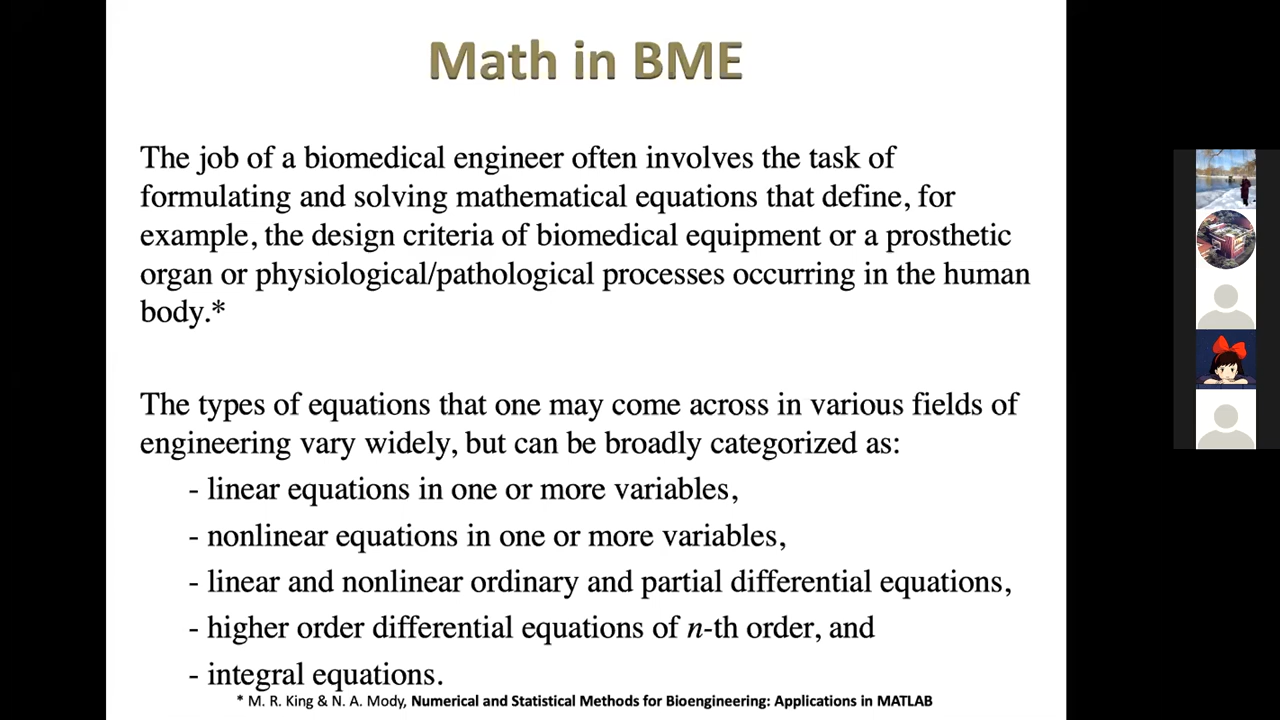 Math in BME
The job of a biomedical engineer often involves the task of
formulating and solving mathematical equations that define, for
example, the design criteria of biomedical equipment or a prosthetic
organ or physiological/pathological processes occurring in the human
body.*
The types of equations that one may come across in various fields of
engineering vary widely, but can be broadly categorized as:
- linear equations in one or more variables,
- nonlinear equations in one or more variables,
- linear and nonlinear ordinary and partial differential equations,
- higher order differential equations of n-th order, and
- integral equations.
* M. R. King & N. A. Mody, Numerical and Statistical Methods for Bioengineering: Applications in MATLAB